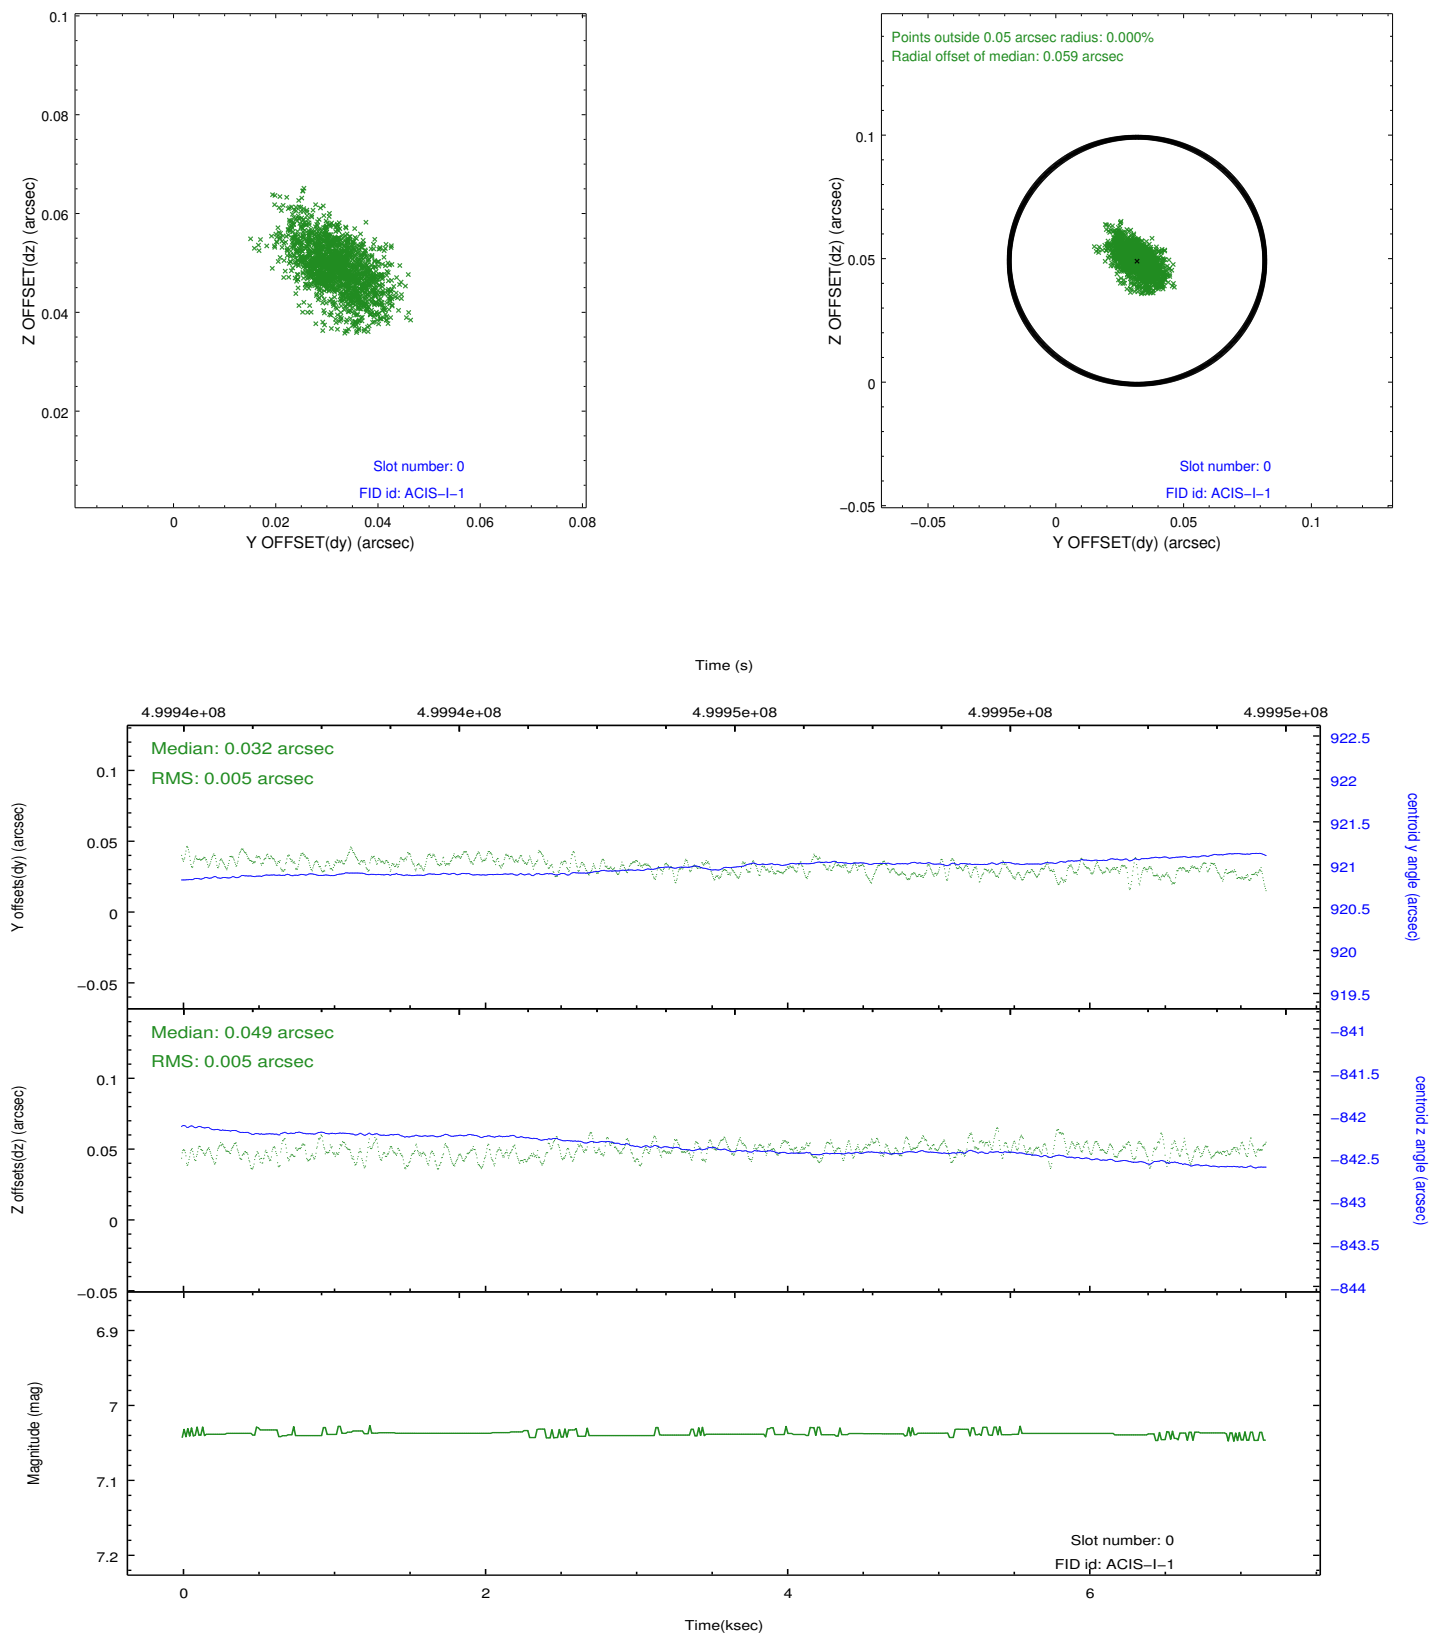 0.1
0.08
0.06
0.04
0.02
Z OFFSET(dz) (arcsec)
Slot number: 0
FID id: ACIS−I−1
0 0.02 0.04 0.06 0.08
Y OFFSET(dy) (arcsec)
Points outside 0.05 arcsec radius: 0.000%
Radial offset of median: 0.059 arcsec
0.1
0.05
0
−0.05
Z OFFSET(dz) (arcsec)
Slot number: 0
FID id: ACIS−I−1
−0.05 0 0.05 0.1
Y OFFSET(dy) (arcsec)
Time (s)
4.9994e+08 4.9994e+08 4.9995e+08 4.9995e+08 4.9995e+08
Median: 0.032 arcsec
RMS: 0.005 arcsec
0.1
0.05
0
−0.05
Y offsets(dy) (arcsec)
922.5
922
921.5
921
920.5
920
919.5
centroid y angle (arcsec)
Median: 0.049 arcsec
RMS: 0.005 arcsec
0.1
0.05
0
−0.05
Z offsets(dz) (arcsec)
−841
−841.5
−842
−842.5
−843
−843.5
−844
centroid z angle (arcsec)
6.9
7
7.1
7.2
Magnitude (mag)
Slot number: 0
FID id: ACIS−I−1
0 2 4 6
Time(ksec)